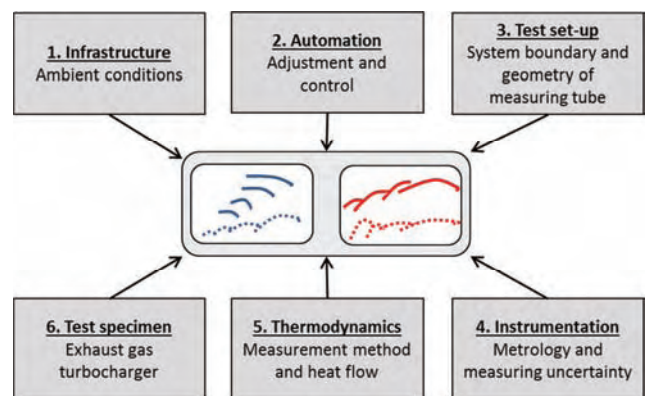 1. Infrastructure
Ambient conditions
2. Automation
Adjustment and
control
3. Test set-up
System boundary and
geometry of
measuring tube
6. Test specimen
Exhaust gas
turbocharger
5. Thermodynamics
Measurement method
and heat flow
4. Instrumentation
Metrology and
measuring uncertainty